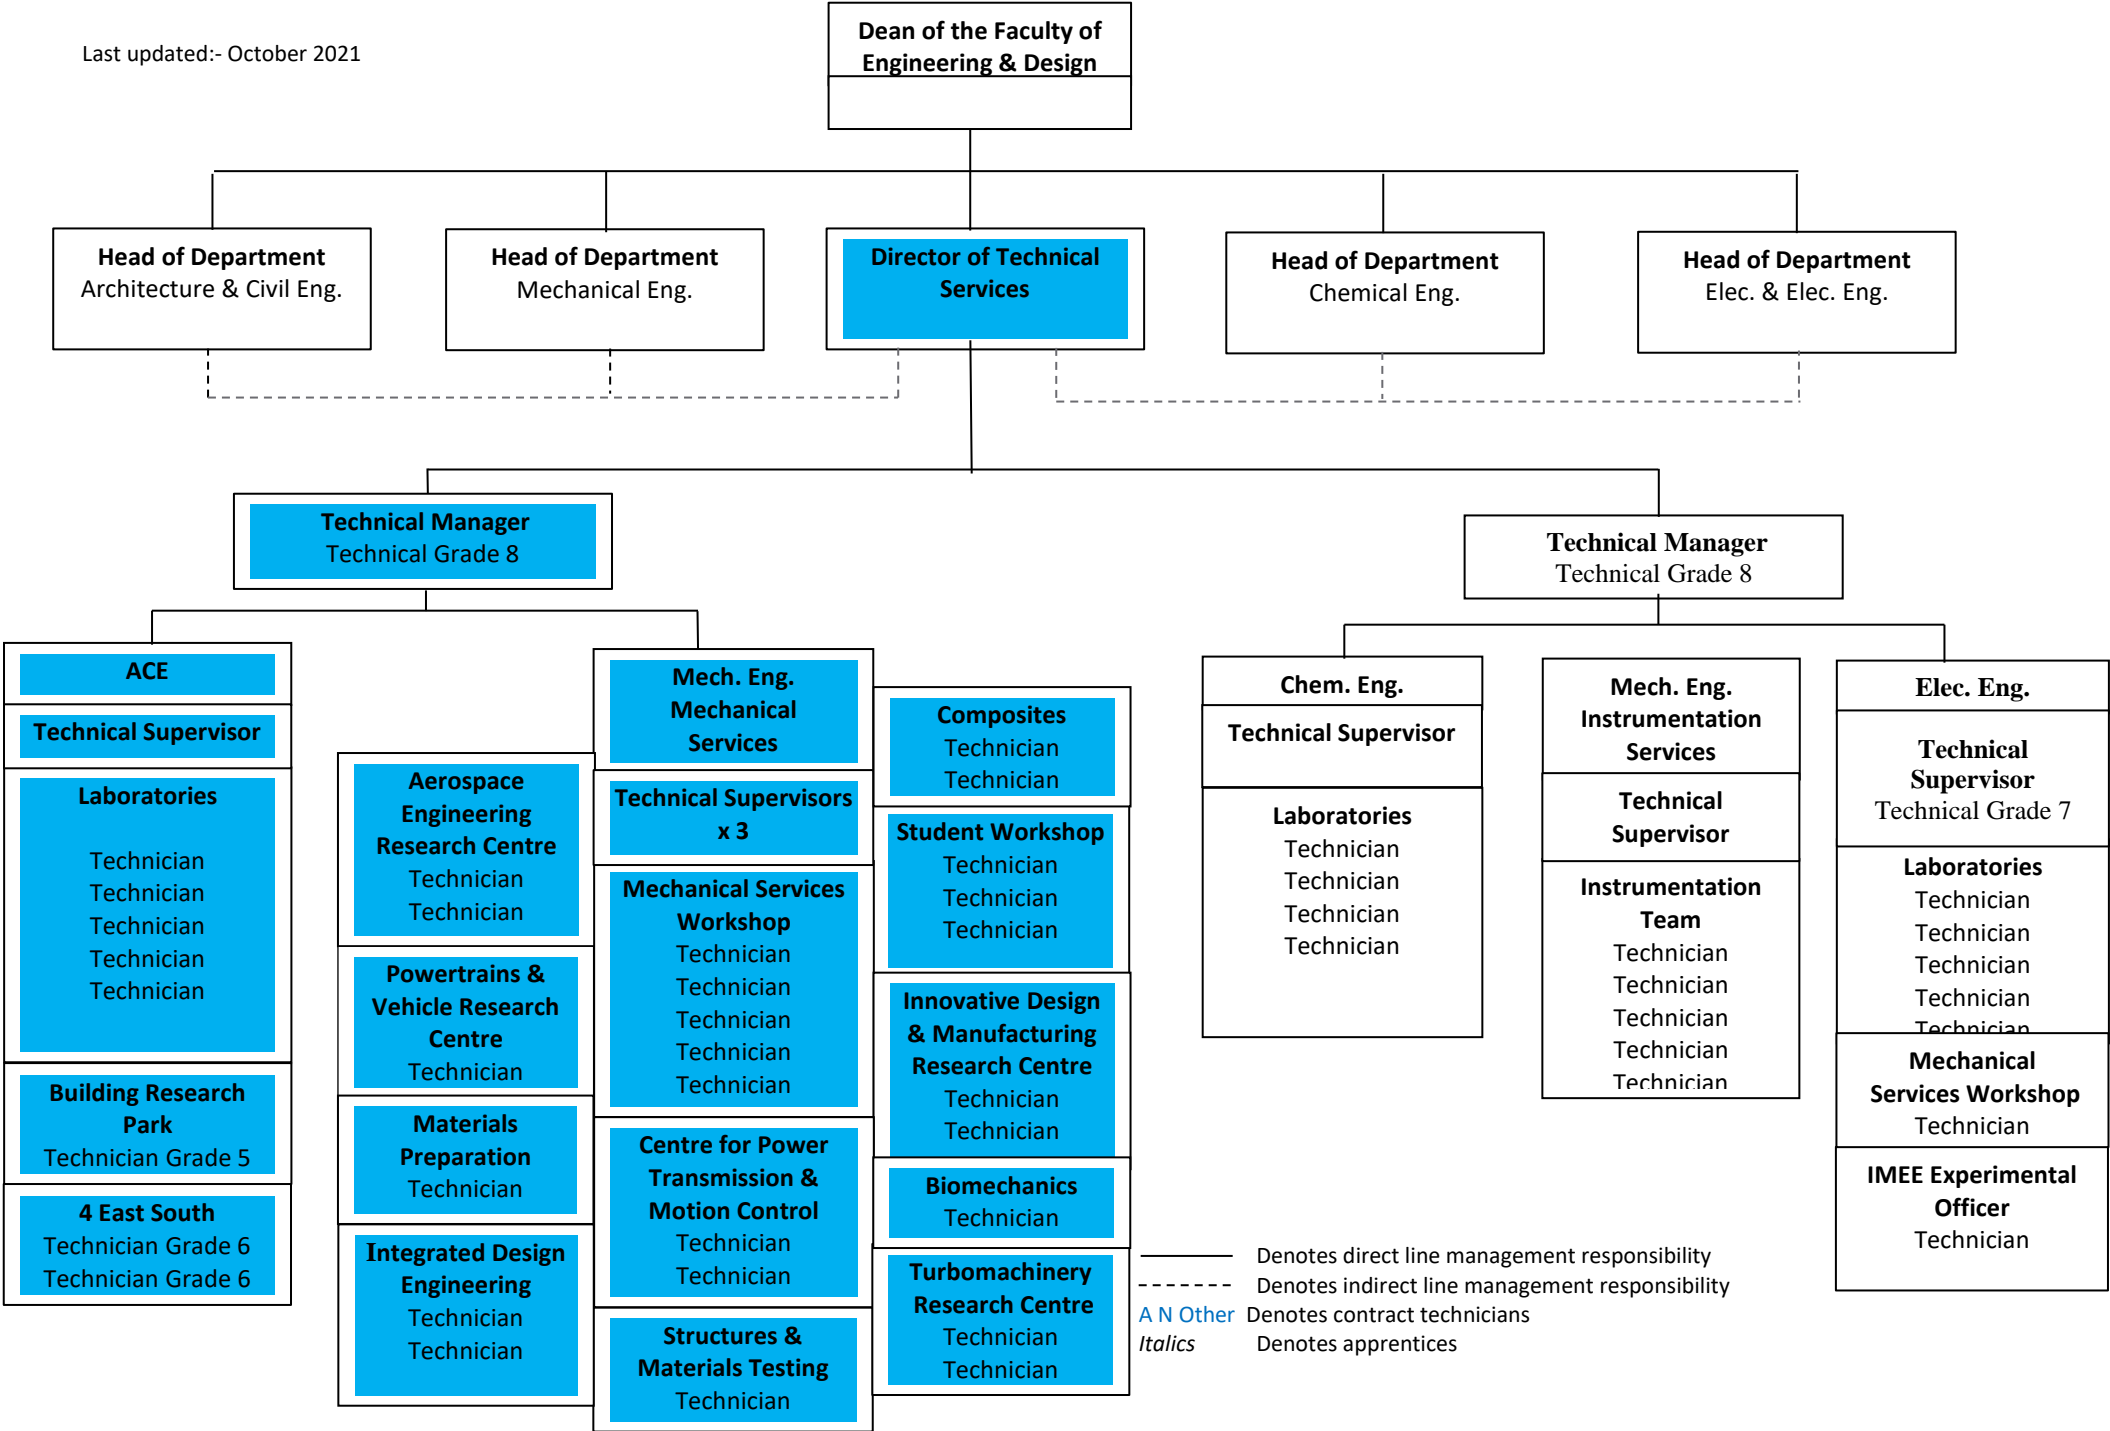 Last updated:- October 2021
Dean of the Faculty of
Engineering & Design
Head of Department
Architecture & Civil Eng.
Head of Department
Mechanical Eng.
Director of Technical
Services
Head of Department
Chemical Eng.
Head of Department
Elec. & Elec. Eng.
Technical Manager
Technical Grade 8
Technical Manager
Technical Grade 8
ACE
Technical Supervisor
Laboratories
Technician
Technician
Technician
Technician
Technician
Building Research
Park
Technician Grade 5
4 East South
Technician Grade 6
Technician Grade 6
Aerospace
Engineering
Research Centre
Technician
Technician
Powertrains &
Vehicle Research
Centre
Technician
Materials
Preparation
Technician
Integrated Design
Engineering
Technician
Technician
Mech. Eng.
Mechanical
Services
Technical Supervisors
x 3
Mechanical Services
Workshop
Technician
Technician
Technician
Technician
Technician
Centre for Power
Transmission &
Motion Control
Technician
Technician
Structures &
Materials Testing
Technician
Composites
Technician
Technician
Student Workshop
Technician
Technician
Technician
Innovative Design
& Manufacturing
Research Centre
Technician
Technician
Biomechanics
Technician
Turbomachinery
Research Centre
Technician
Technician
Chem. Eng.
Technical Supervisor
Laboratories
Technician
Technician
Technician
Technician
Mech. Eng.
Instrumentation
Services
Technical
Supervisor
Instrumentation
Team
Technician
Technician
Technician
Technician
Technician
Elec. Eng.
Technical
Supervisor
Technical Grade 7
Laboratories
Technician
Technician
Technician
Technician
Technician
Mechanical
Services Workshop
Technician
IMEE Experimental
Officer
Technician
Denotes direct line management responsibility
Denotes indirect line management responsibility
A N Other Denotes contract technicians
Italics Denotes apprentices